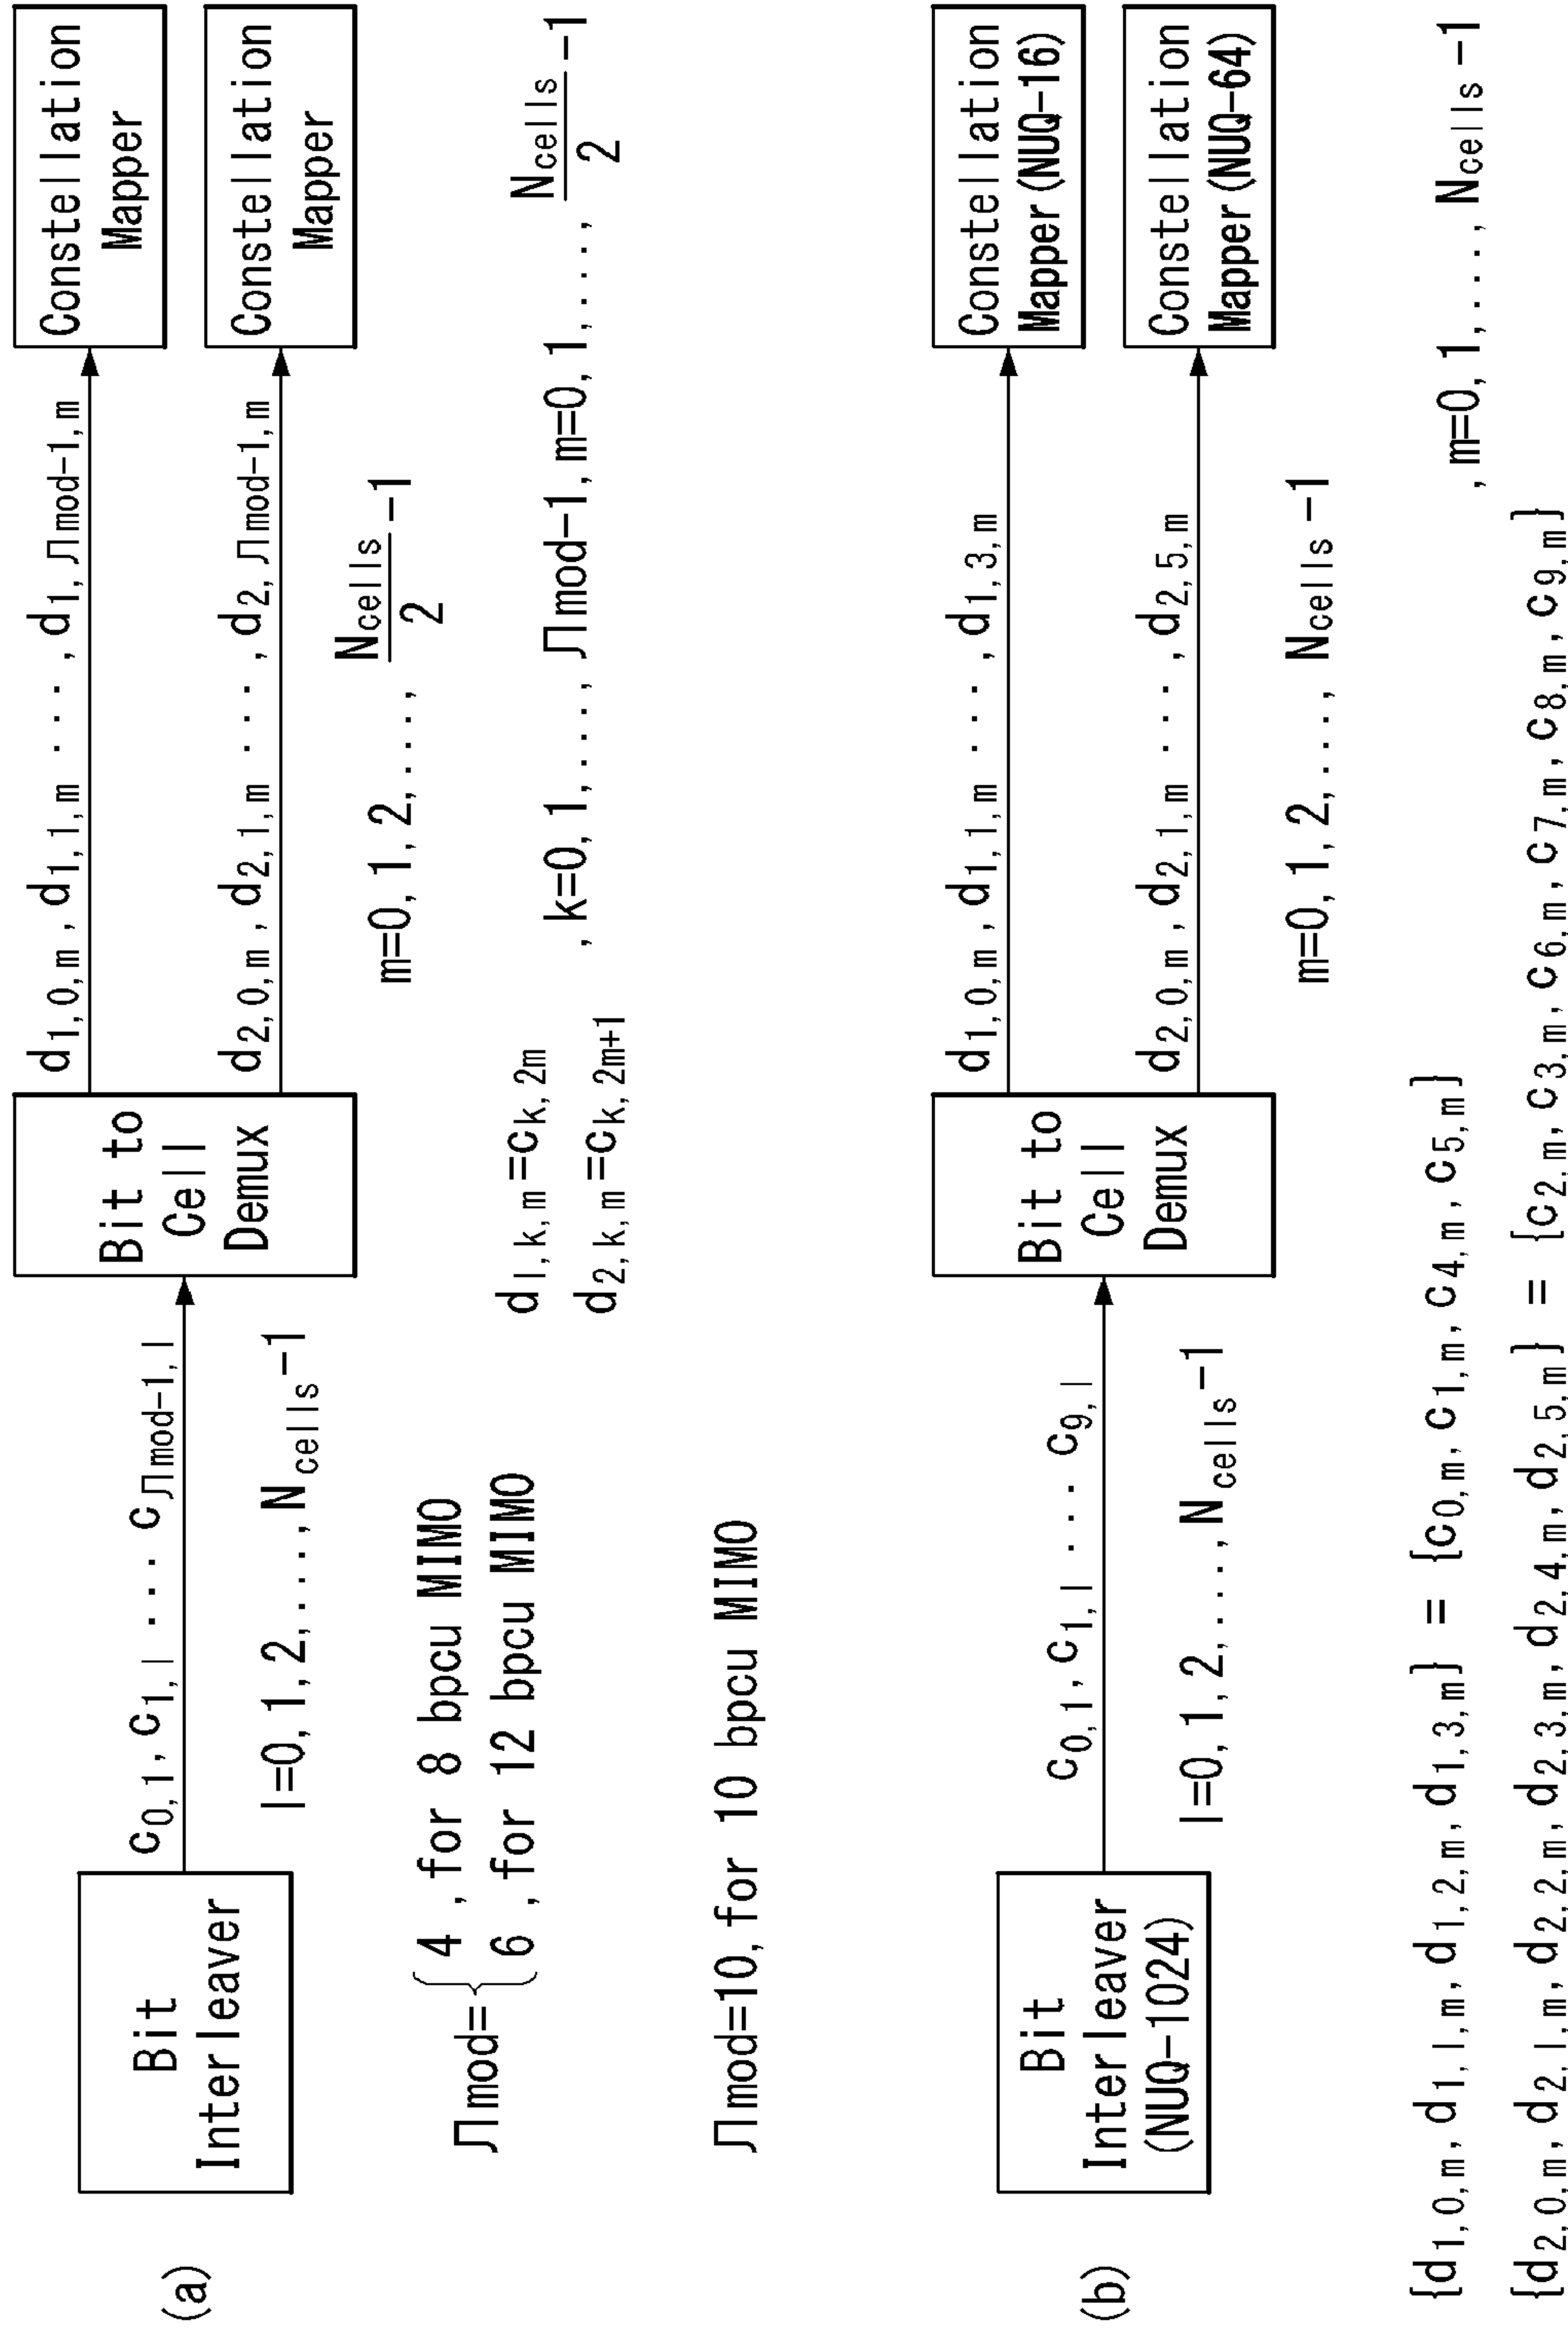 (a)
Bit
Interleaver
c0,1,c1,l ··· cПmod-1,l
l=0,1,2,....,Ncells-1
Bit to
Cell
Demux
d1,0,m,d1,1,m ··· ···,d1,Пmod-1,m
Constellation
Mapper
d2,0,m,d2,1,m ··· ···,d2,Пmod-1,m
Constellation
Mapper
m=0,1,2,....,Ncells/2-1
Пmod={4,for 8 bpcu MIMO
6,for 12 bpcu MIMO
dl,k,m=ck,2m
d2,k,m=ck,2m+1
,k=0,1,....,Пmod-1,m=0,1,....,Ncells/2-1
Пmod=10,for 10 bpcu MIMO
(b)
Bit
Interleaver
(NUQ-1024)
c0,1,c1,l ··· c9,l
l=0,1,2,....,Ncells-1
Bit to
Cell
Demux
d1,0,m,d1,1,m ··· ···,d1,3,m
Constellation
Mapper(NUQ-16)
d2,0,m,d2,1,m ··· ···,d2,5,m
Constellation
Mapper(NUQ-64)
m=0,1,2,....,Ncells-1
{d1,0,m,d1,l,m,d1,2,m,d1,3,m} = {c0,m,c1,m,c4,m,c5,m}
,m=0,1,....,Ncells-1
{d2,0,m,d2,l,m,d2,2,m,d2,3,m,d2,4,m,d2,5,m} = {c2,m,c3,m,c6,m,c7,m,c8,m,c9,m}